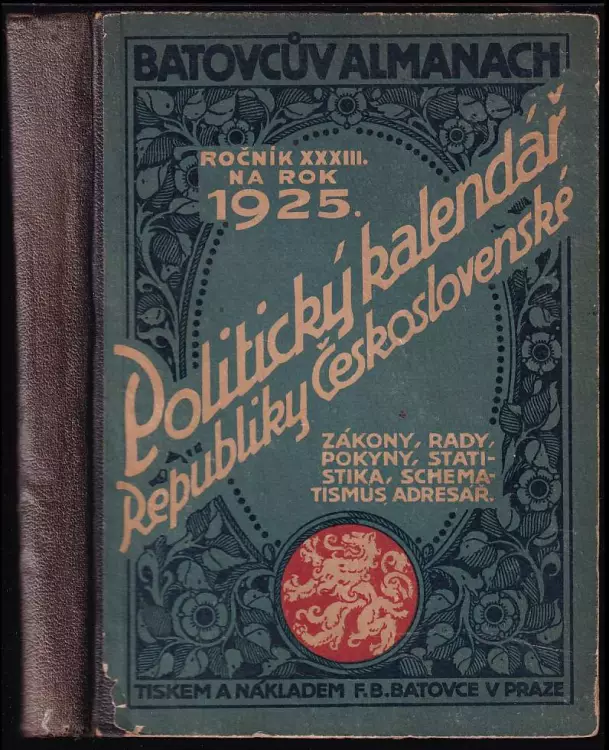 BATOVCŮV ALMANACH
ROČNÍK XXXIII.
NA ROK
1925.
Politický kalendář
Republiky Československé
ZÁKONY, RADY,
POKYNY, STATI-
STIKA, SCHEMA-
TISMUS, ADRESÁŘ.
TISKEM A NÁKLADEM F.B.BATOVCE V PRAZE